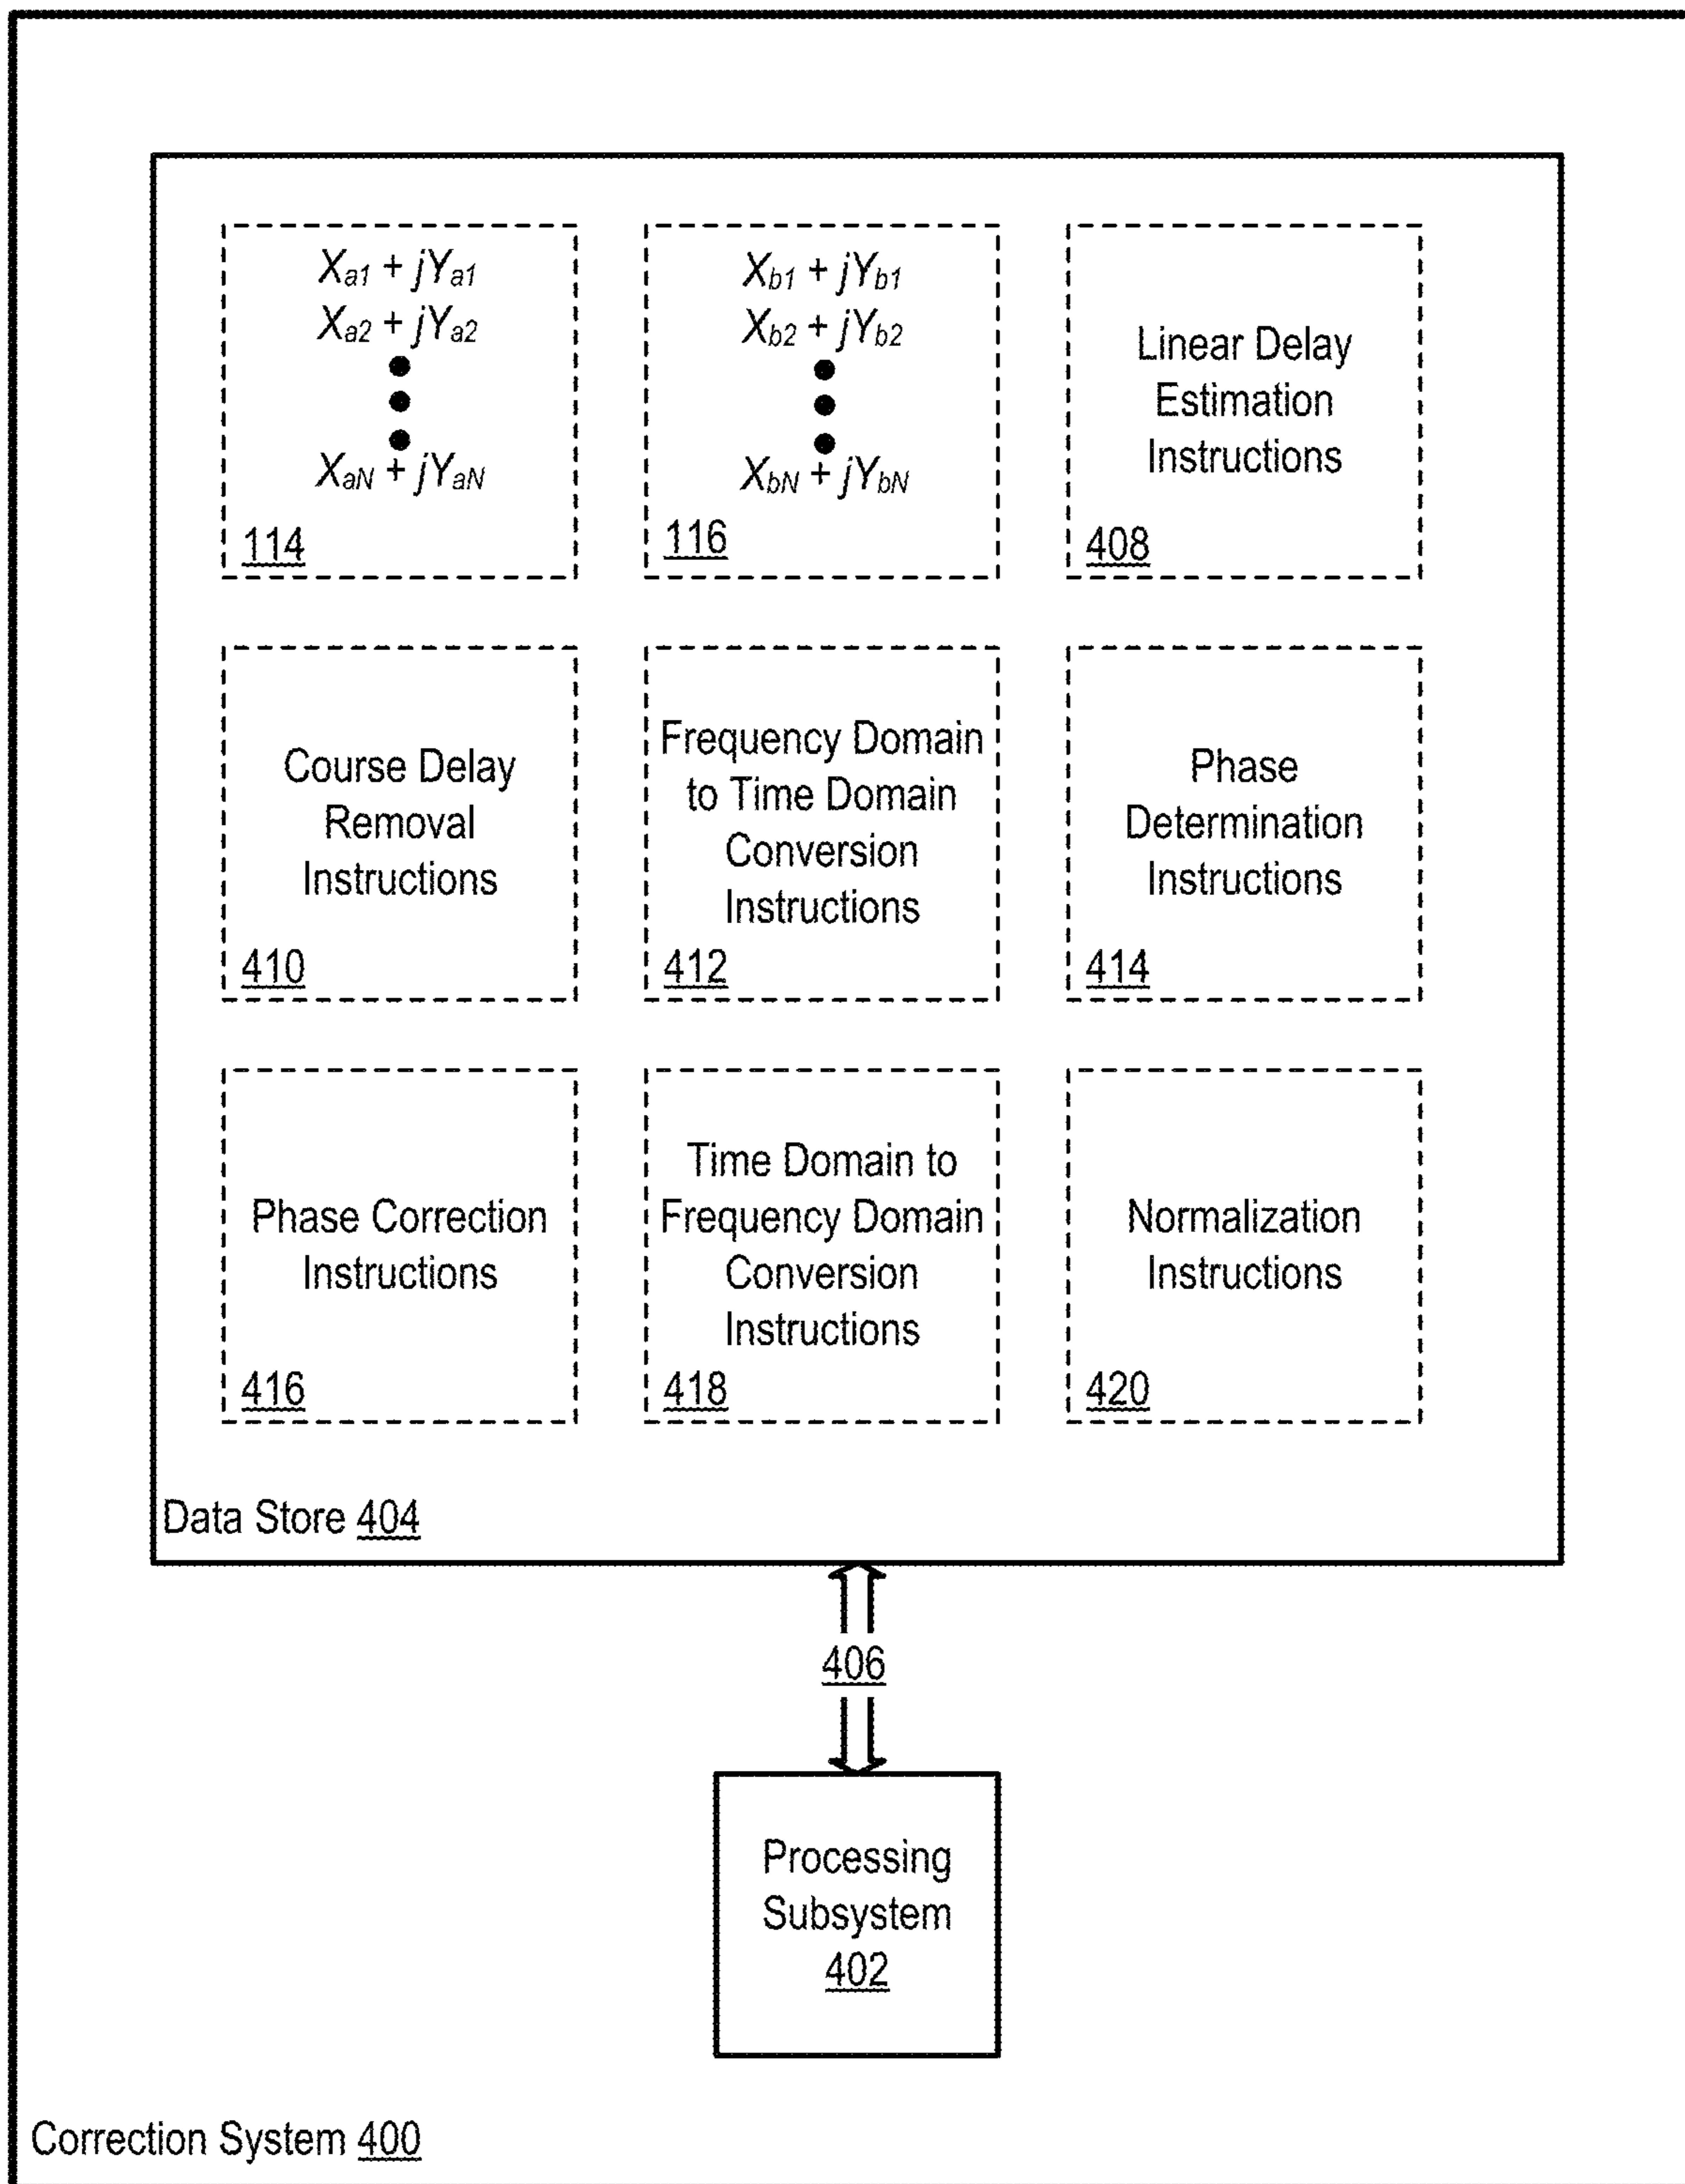 Xa1 + jYa1
Xa2 + jYa2
XaN + jYaN
114
Xb1 + jYb1
Xb2 + jYb2
XbN + jYbN
116
Linear Delay
Estimation
Instructions
408
Course Delay
Removal
Instructions
410
Frequency Domain
to Time Domain
Conversion
Instructions
412
Phase
Determination
Instructions
414
Phase Correction
Instructions
416
Time Domain to
Frequency Domain
Conversion
Instructions
418
Normalization
Instructions
420
Data Store 404
406
Processing
Subsystem
402
Correction System 400